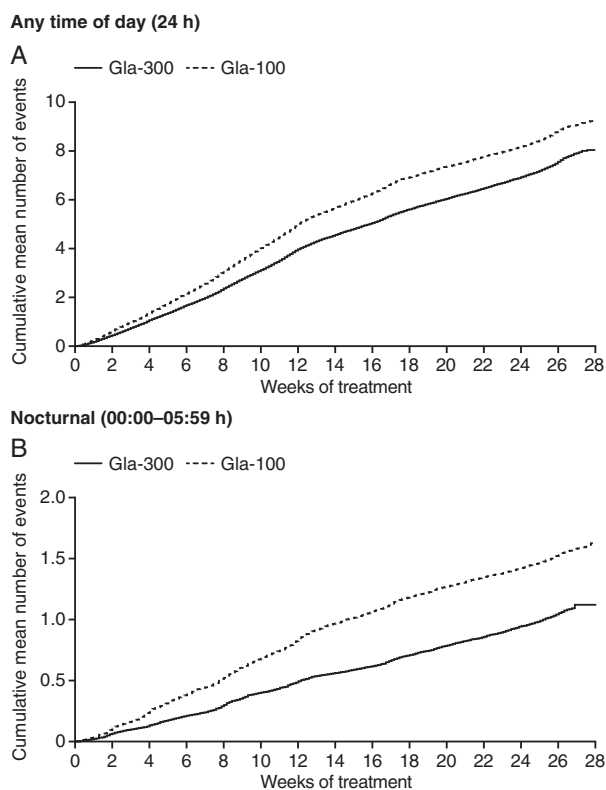 Any time of day (24 h)
A
Gla-300 Gla-100
Cumulative mean number of events
10
8
6
4
2
0
0 2 4 6 8 10 12 14 16 18 20 22 24 26 28
Weeks of treatment
Nocturnal (00:00–05:59 h)
B
Gla-300 Gla-100
Cumulative mean number of events
2.0
1.5
1.0
0.5
0
0 2 4 6 8 10 12 14 16 18 20 22 24 26 28
Weeks of treatment